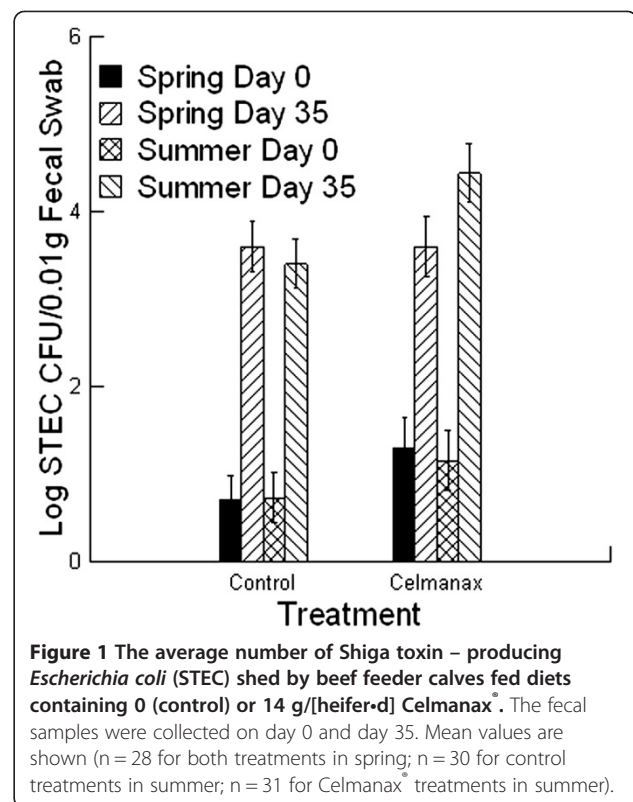 6
Spring Day 0
Spring Day 35
Summer Day 0
Summer Day 35
4
2
0
Log STEC CFU/0.01g Fecal Swab
Control
Celmanax
Treatment
Figure 1 The average number of Shiga toxin – producing
Escherichia coli (STEC) shed by beef feeder calves fed diets
containing 0 (control) or 14 g/[heifer•d] Celmanax®. The fecal
samples were collected on day 0 and day 35. Mean values are
shown (n = 28 for both treatments in spring; n = 30 for control
treatments in summer; n = 31 for Celmanax® treatments in summer).